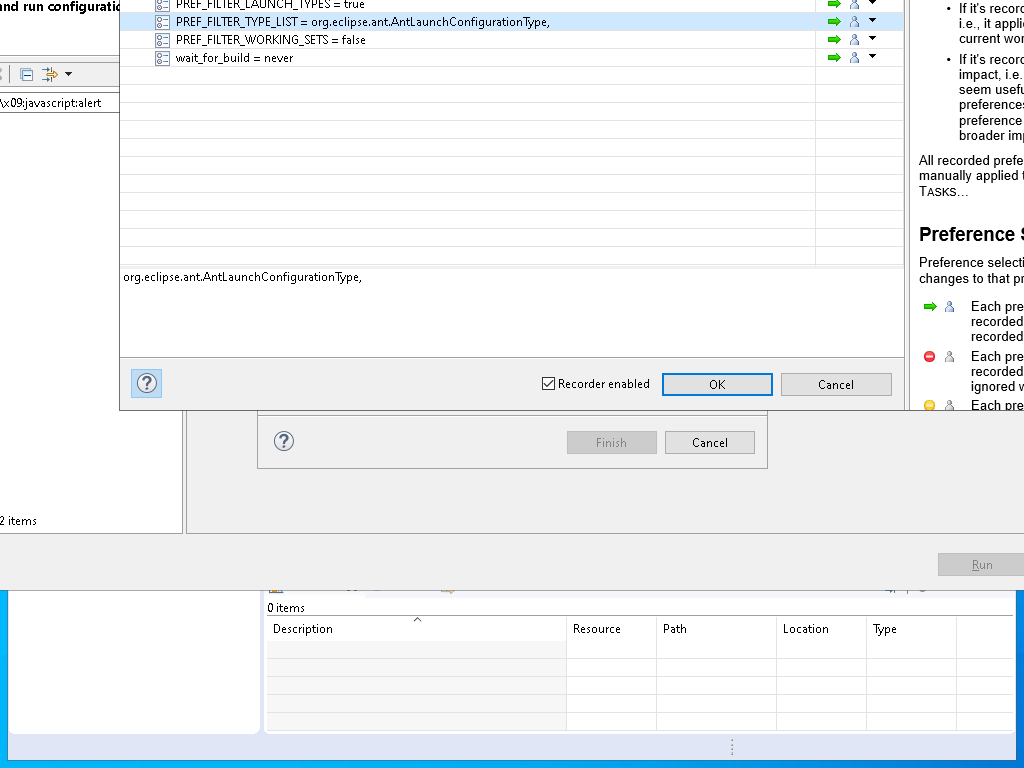 and run configuratio
\x09:javascript:alert
2 items
PREF_FILTER_LAUNCH_TYPES = true
PREF_FILTER_TYPE_LIST = org.eclipse.ant.AntLaunchConfigurationType,
PREF_FILTER_WORKING_SETS = false
wait_for_build = never
org.eclipse.ant.AntLaunchConfigurationType,
Recorder enabled
OK
Cancel
• If it's recor
i.e., it appli
current wor
• If it's recor
impact, i.e.
seem usefu
preferences
preference
broader imp
All recorded prefe
manually applied t
TASKS...
Preference S
Preference selecti
changes to that pr
Each pre
recorded
recorded
Each pre
recorded
ignored w
Each pre
Finish
Cancel
Run
0 items
Description
Resource
Path
Location
Type